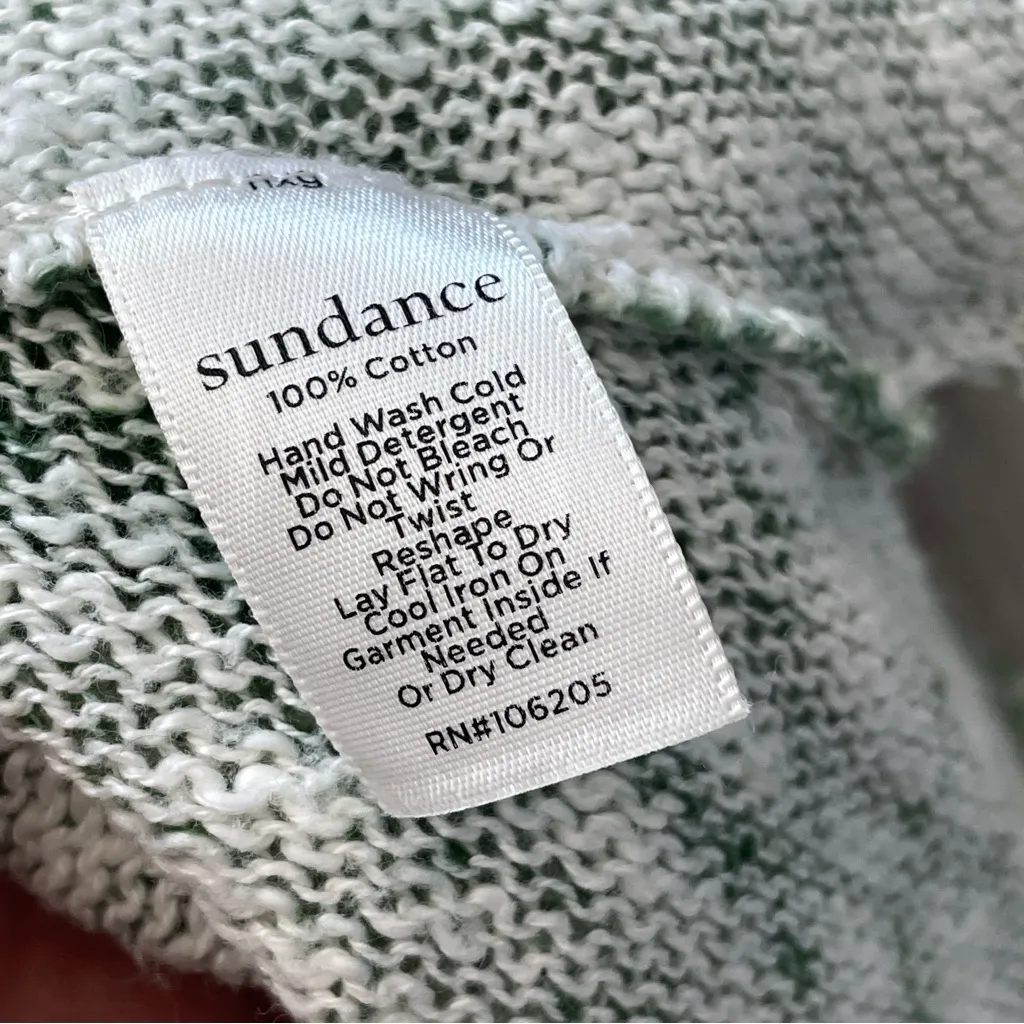 sundance
100% Cotton
Hand Wash Cold
Mild Detergent
Do Not Bleach
Do Not Wring Or
Twist
Reshape
Lay Flat To Dry
Cool Iron On
Garment Inside If
Needed
Or Dry Clean
RN#106205